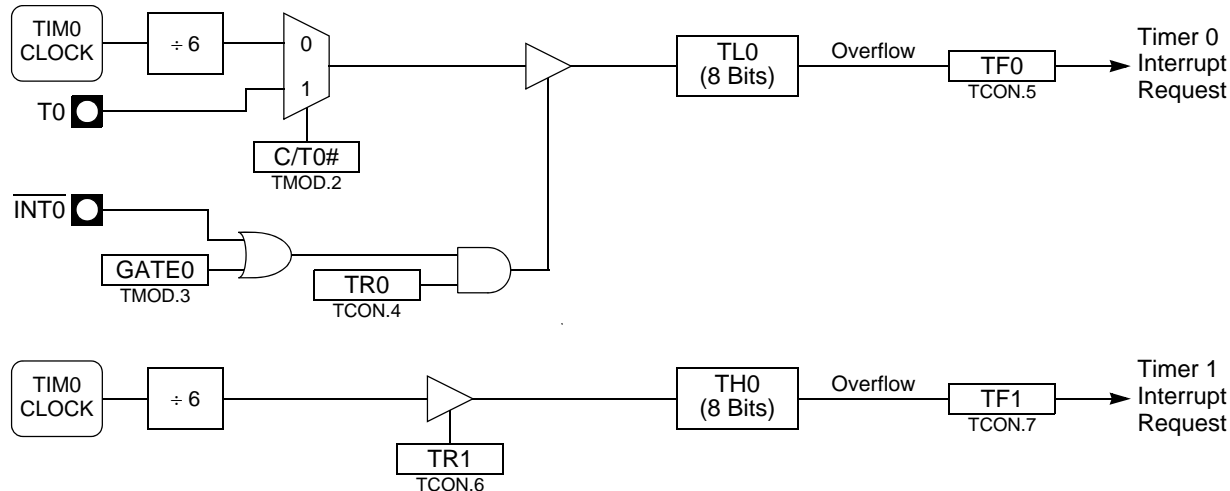 TIM0
CLOCK
÷ 6
0
1
T0
C/T0#
TMOD.2
TL0
(8 Bits)
Overflow
TF0
TCON.5
Timer 0
Interrupt
Request
INT0
GATE0
TMOD.3
TR0
TCON.4
TIM0
CLOCK
÷ 6
TR1
TCON.6
TH0
(8 Bits)
Overflow
TF1
TCON.7
Timer 1
Interrupt
Request